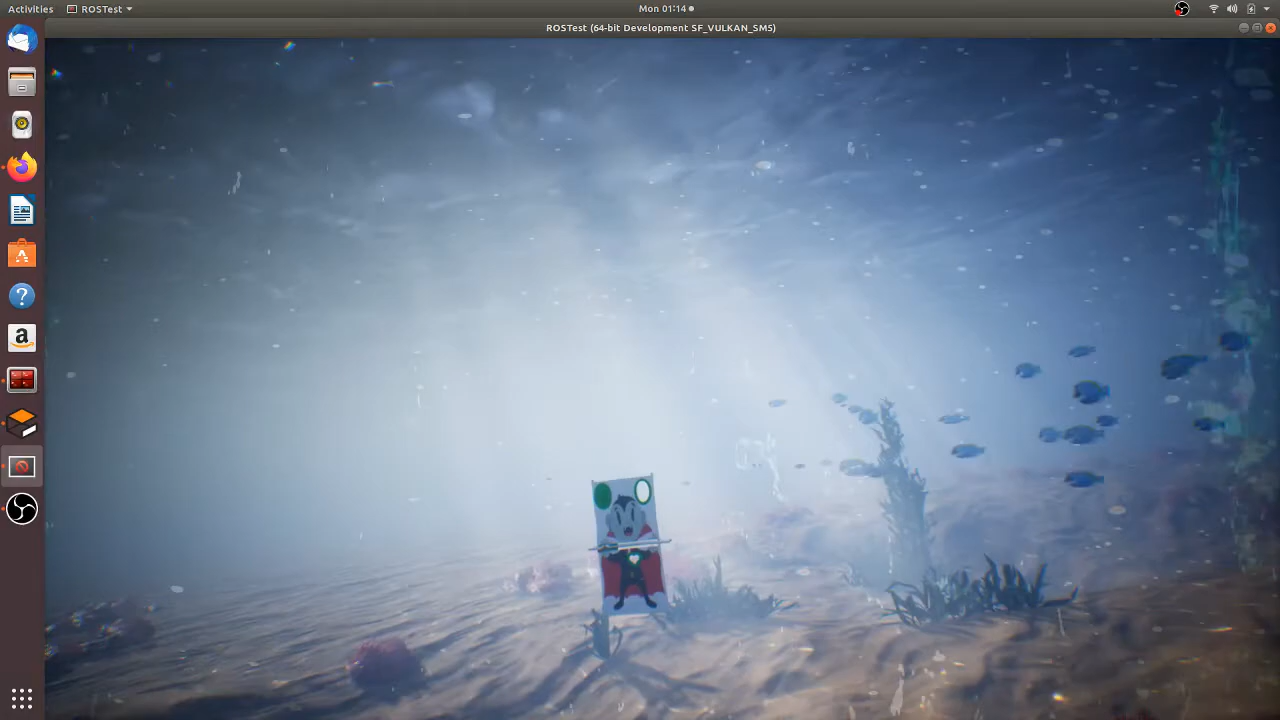 Activities
ROSTest
Mon 01:14
ROSTest (64-bit Development SF_VULKAN_SM5)